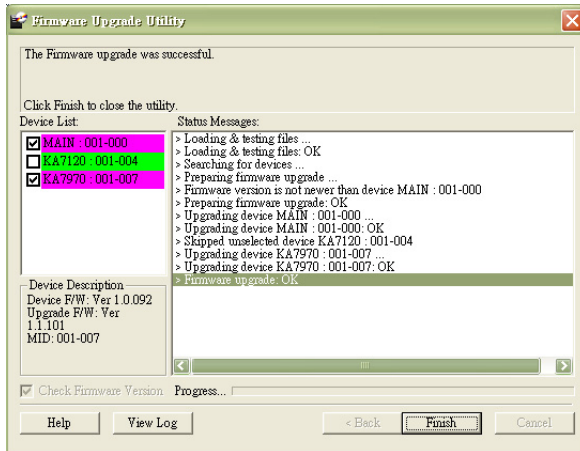 Firmware Upgrade Utility
The Firmware upgrade was successful.
Click Finish to close the utility.
Device List:
MAIN : 001-000
KA7120 : 001-004
KA7970 : 001-007
Device Description
Device F/W: Ver 1.0.092
Upgrade F/W: Ver
1.1.101
MID: 001-007
Status Messages:
> Loading & testing files ...
> Loading & testing files: OK
> Searching for devices ...
> Preparing firmware upgrade ...
> Firmware version is not newer than device MAIN : 001-000
> Preparing firmware upgrade: OK
> Upgrading device MAIN : 001-000 ...
> Upgrading device MAIN : 001-000: OK
> Skipped unselected device KA7120 : 001-004
> Upgrading device KA7970 : 001-007 ...
> Upgrading device KA7970 : 001-007: OK
> Firmware upgrade: OK
Check Firmware Version Progress...
Help View Log < Back Finish Cancel